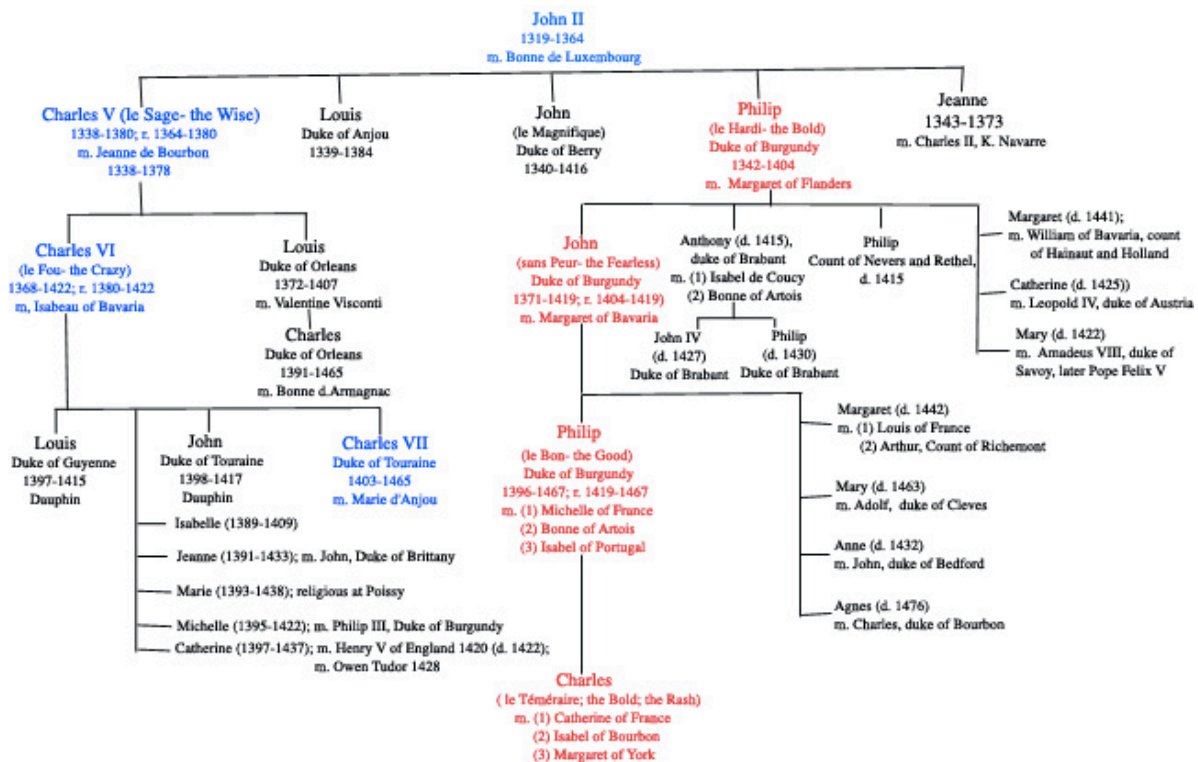 John II
1319-1364
m. Bonne de Luxembourg
Charles V (le Sage- the Wise)
1338-1380; r. 1364-1380
m. Jeanne de Bourbon
1338-1378
Louis
Duke of Anjou
1339-1384
John
(le Magnifique)
Duke of Berry
1340-1416
Philip
(le Hardi- the Bold)
Duke of Burgundy
1342-1404
m. Margaret of Flanders
Jeanne
1343-1373
m. Charles II, K. Navarre
Charles VI
(le Fou- the Crazy)
1368-1422; r. 1380-1422
m, Isabeau of Bavaria
Louis
Duke of Orleans
1372-1407
m. Valentine Visconti
Charles
Duke of Orleans
1391-1465
m. Bonne d.Armagnac
John
(sans Peur- the Fearless)
Duke of Burgundy
1371-1419; r. 1404-1419)
m. Margaret of Bavaria
Anthony (d. 1415),
duke of Brabant
m. (1) Isabel de Coucy
(2) Bonne of Artois
John IV
(d. 1427)
Duke of Brabant
Philip
(d. 1430)
Duke of Brabant
Philip
Count of Nevers and Rethel,
d. 1415
Margaret (d. 1441);
m. William of Bavaria, count
of Hainaut and Holland
Catherine (d. 1425))
m. Leopold IV, duke of Austria
Mary (d. 1422)
m. Amadeus VIII, duke of
Savoy, later Pope Felix V
Louis
Duke of Guyenne
1397-1415
Dauphin
John
Duke of Touraine
1398-1417
Dauphin
Charles VII
Duke of Touraine
1403-1465
m. Marie d'Anjou
Isabelle (1389-1409)
Jeanne (1391-1433); m. John, Duke of Brittany
Marie (1393-1438); religious at Poissy
Michelle (1395-1422); m. Philip III, Duke of Burgundy
Catherine (1397-1437); m. Henry V of England 1420 (d. 1422);
m. Owen Tudor 1428
Philip
(le Bon- the Good)
Duke of Burgundy
1396-1467; r. 1419-1467
m. (1) Michelle of France
(2) Bonne of Artois
(3) Isabel of Portugal
Margaret (d. 1442)
m. (1) Louis of France
(2) Arthur, Count of Richemont
Mary (d. 1463)
m. Adolf, duke of Cleves
Anne (d. 1432)
m. John, duke of Bedford
Agnes (d. 1476)
m. Charles, duke of Bourbon
Charles
( le Téméraire; the Bold; the Rash)
m. (1) Catherine of France
(2) Isabel of Bourbon
(3) Margaret of York